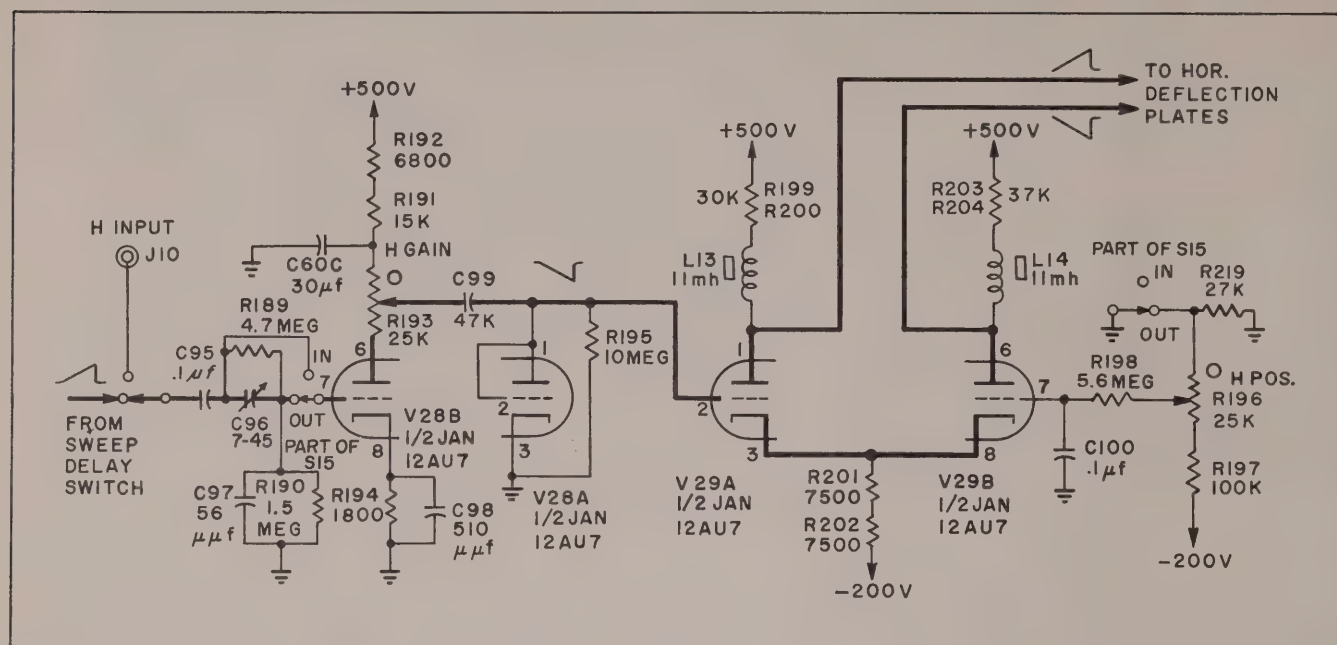 TO HOR.
DEFLECTION
PLATES
+500V
R192
6800
R191
15K
H INPUT
J10
H GAIN
C60C
30µf
R189
4.7 MEG
C95
.1µf
IN
7
OUT
C96
7-45
PART OF
S15
FROM
SWEEP
DELAY
SWITCH
C97
56
µµf
R190
1.5
MEG
R193
25K
6
8
V28B
1/2 JAN
12AU7
R194
1800
C98
510
µµf
C99
47K
1
2
3
V28A
1/2 JAN
12AU7
R195
10MEG
+500V
30K
R199
R200
L13
11mh
1
2
3
V29A
1/2 JAN
12AU7
R201
7500
R202
7500
-200V
+500V
R203
R204
37K
L14
11mh
6
7
8
V29B
1/2 JAN
12AU7
PART OF S15
IN
OUT
R219
27K
R198
5.6 MEG
C100
.1µf
H POS.
R196
25K
R197
100K
-200V